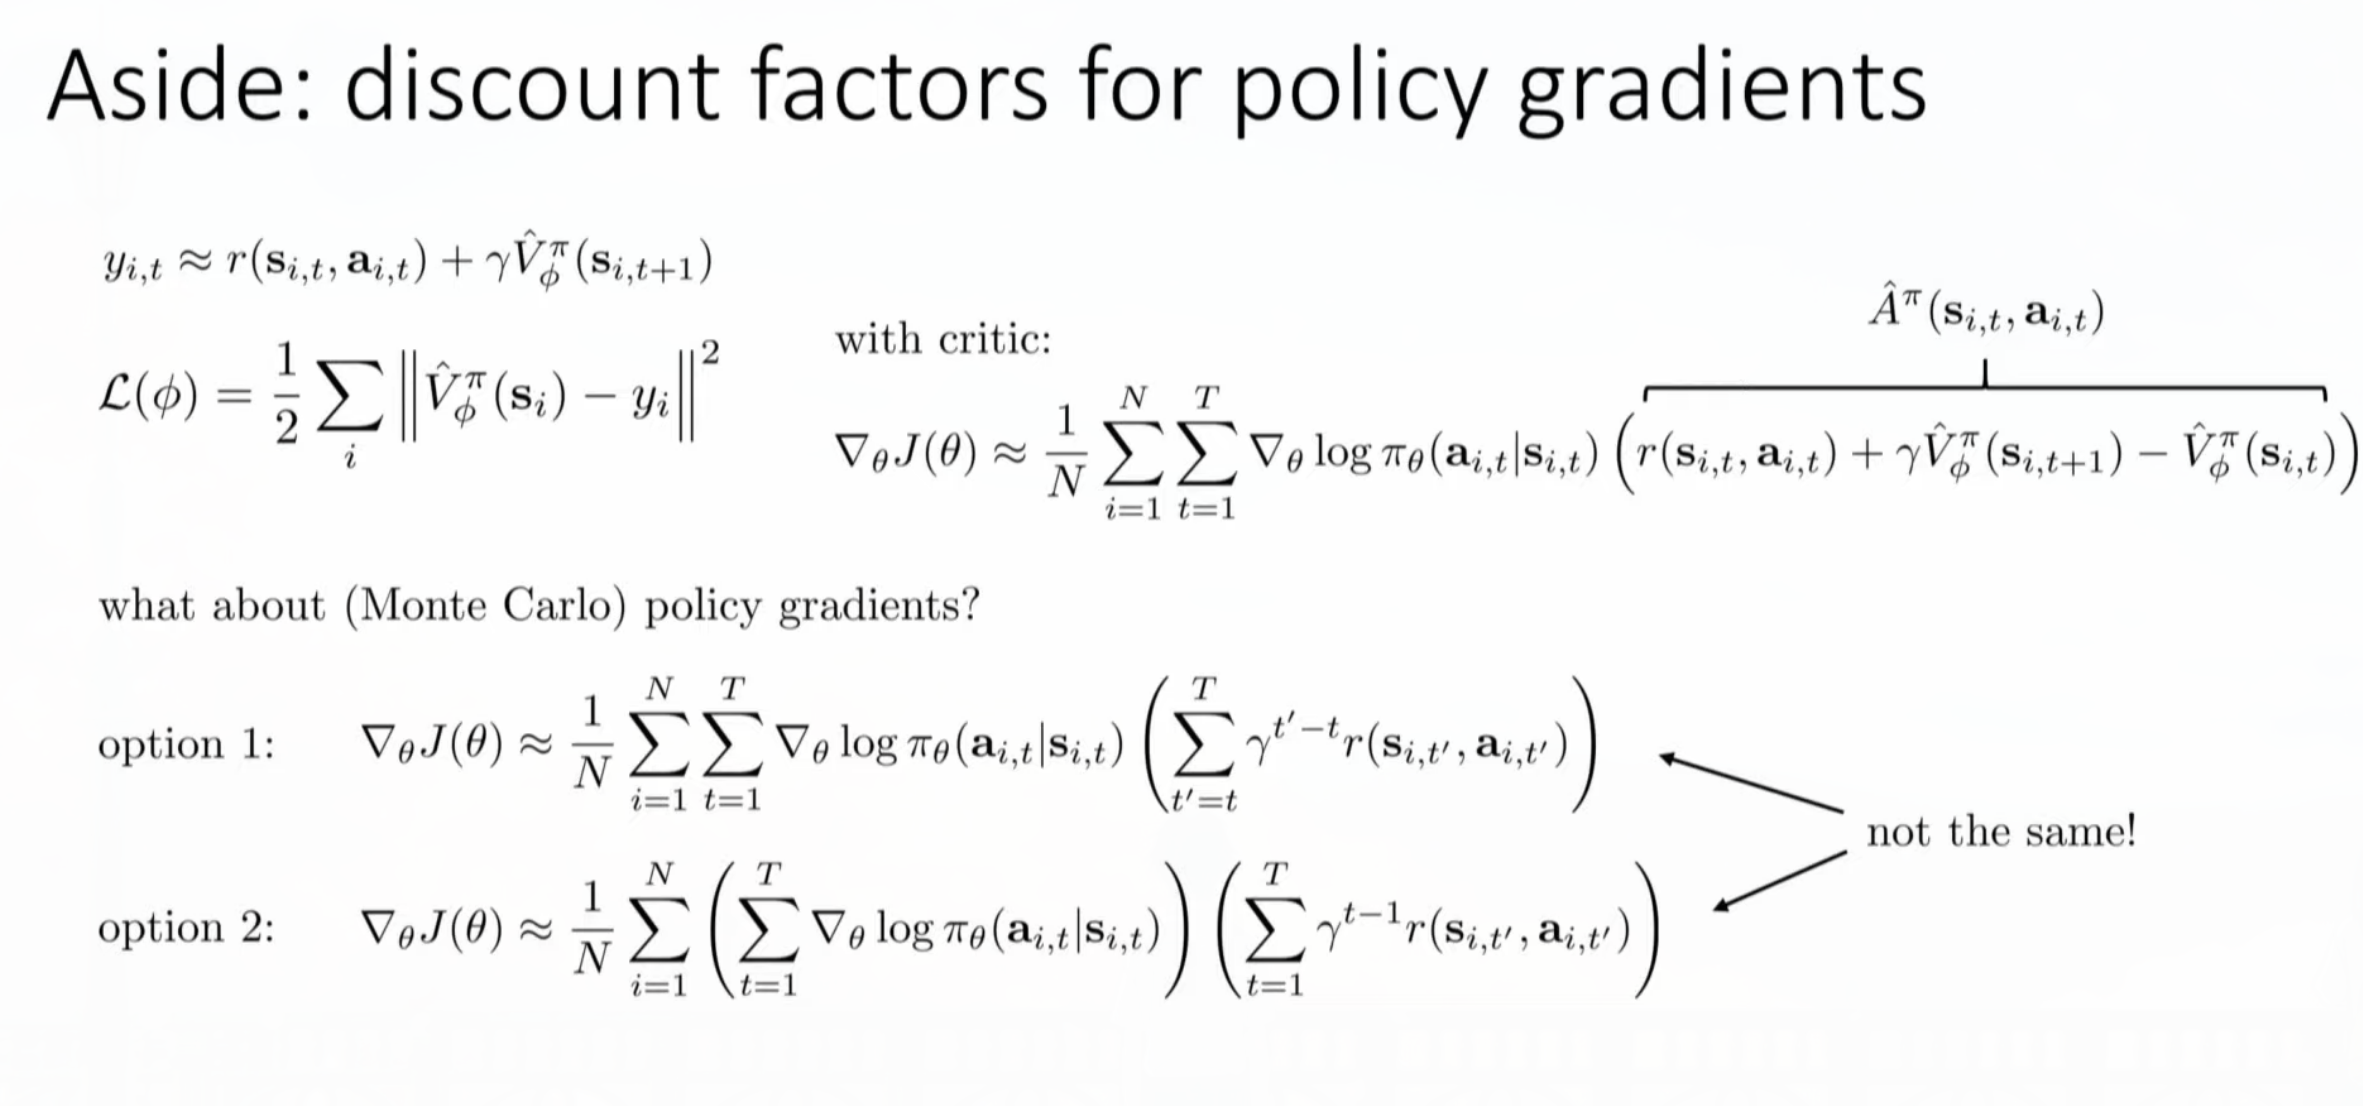 Aside: discount factors for policy gradients
$y_{i,t} \approx r(\mathbf{s}_{i,t}, \mathbf{a}_{i,t}) + \gamma \hat{V}^{\pi}_{\phi}(\mathbf{s}_{i,t+1})$
$\mathcal{L}(\phi) = \frac{1}{2} \sum_{i} \left\| \hat{V}^{\pi}_{\phi}(\mathbf{s}_{i}) - y_{i} \right\|^{2}$
with critic:
$\hat{A}^{\pi}(\mathbf{s}_{i,t}, \mathbf{a}_{i,t})$
$\nabla_{\theta} J(\theta) \approx \frac{1}{N} \sum_{i=1}^{N} \sum_{t=1}^{T} \nabla_{\theta} \log \pi_{\theta}(\mathbf{a}_{i,t}|\mathbf{s}_{i,t}) \left( r(\mathbf{s}_{i,t}, \mathbf{a}_{i,t}) + \gamma \hat{V}^{\pi}_{\phi}(\mathbf{s}_{i,t+1}) - \hat{V}^{\pi}_{\phi}(\mathbf{s}_{i,t}) \right)$
what about (Monte Carlo) policy gradients?
option 1: $\nabla_{\theta} J(\theta) \approx \frac{1}{N} \sum_{i=1}^{N} \sum_{t=1}^{T} \nabla_{\theta} \log \pi_{\theta}(\mathbf{a}_{i,t}|\mathbf{s}_{i,t}) \left( \sum_{t'=t}^{T} \gamma^{t'-t} r(\mathbf{s}_{i,t'}, \mathbf{a}_{i,t'}) \right)$
not the same!
option 2: $\nabla_{\theta} J(\theta) \approx \frac{1}{N} \sum_{i=1}^{N} \left( \sum_{t=1}^{T} \nabla_{\theta} \log \pi_{\theta}(\mathbf{a}_{i,t}|\mathbf{s}_{i,t}) \right) \left( \sum_{t=1}^{T} \gamma^{t-1} r(\mathbf{s}_{i,t'}, \mathbf{a}_{i,t'}) \right)$